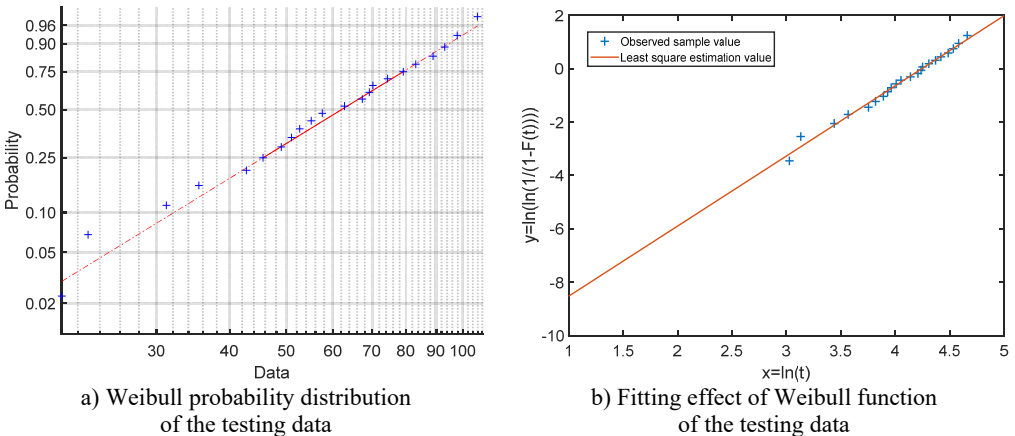 0.96
0.90
0.75
0.50
0.25
0.10
0.05
0.02
Probability
30 40 50 60 70 80 90 100
Data
a) Weibull probability distribution
of the testing data
2
0
-2
-4
-6
-8
-10
y=ln(ln(1/(1-F(t))))
Observed sample value
Least square estimation value
1 1.5 2 2.5 3 3.5 4 4.5 5
x=ln(t)
b) Fitting effect of Weibull function
of the testing data